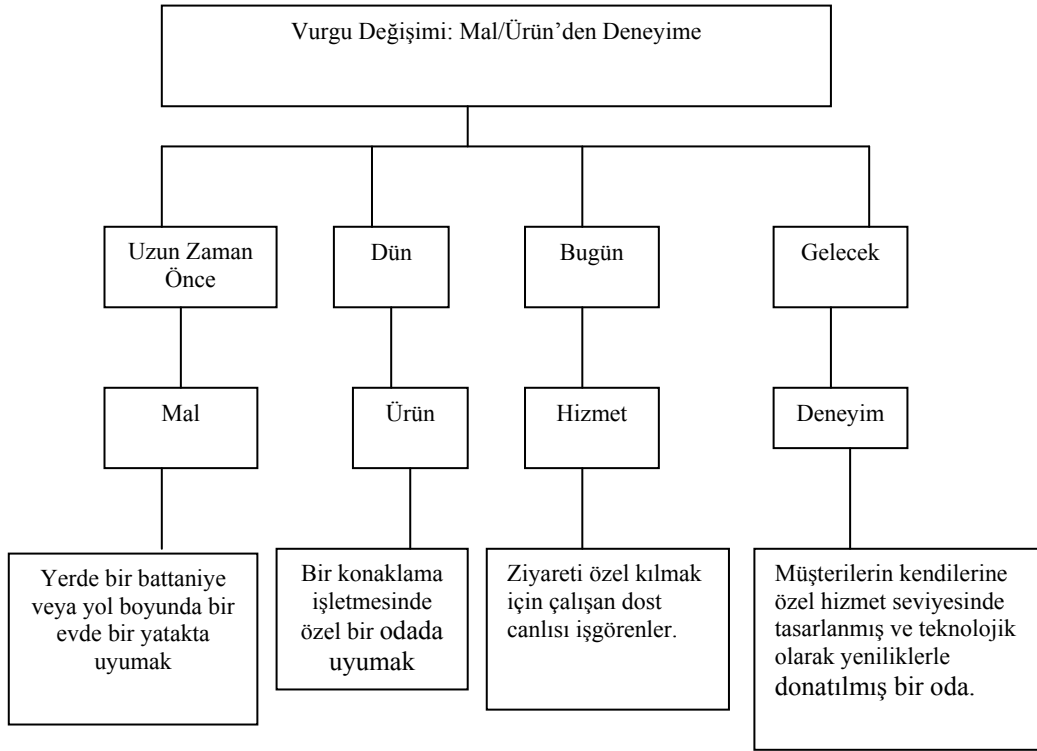 Vurgu Değişimi: Mal/Ürün’den Deneyime
Uzun Zaman
Önce
Dün
Bugün
Gelecek
Mal
Ürün
Hizmet
Deneyim
Yerde bir battaniye
veya yol boyunda bir
evde bir yatakta
uyumak
Bir konaklama
işletmesinde
özel bir odada
uyumak
Ziyareti özel kılmak
için çalışan dost
canlısı işgörenler.
Müşterilerin kendilerine
özel hizmet seviyesinde
tasarlanmış ve teknolojik
olarak yeniliklerle
donatılmış bir oda.